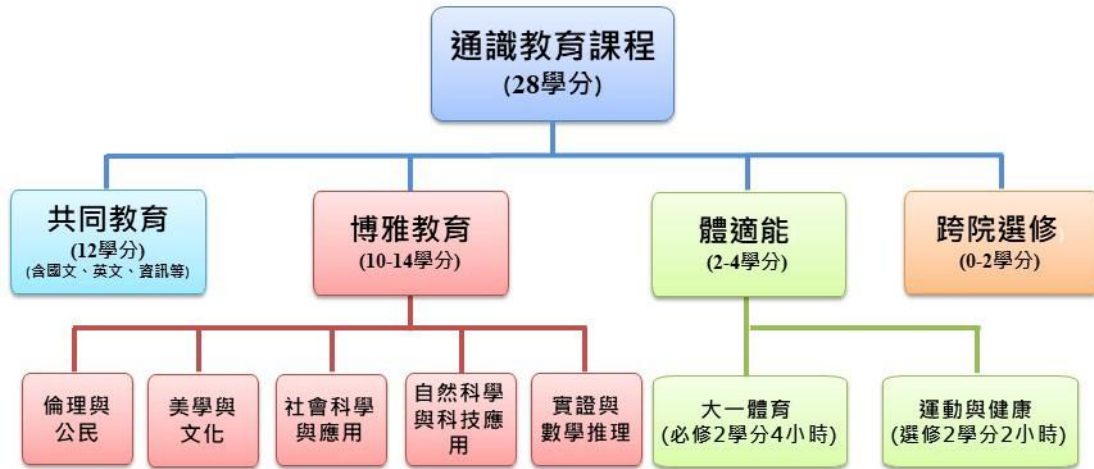 通識教育課程
(28學分)
共同教育
(12學分)
(含國文、英文、資訊等)
博雅教育
(10-14學分)
體適能
(2-4學分)
跨院選修
(0-2學分)
倫理與
公民
美學與
文化
社會科學
與應用
自然科學
與科技應
用
實證與
數學推理
大一體育
(必修2學分4小時)
運動與健康
(選修2學分2小時)